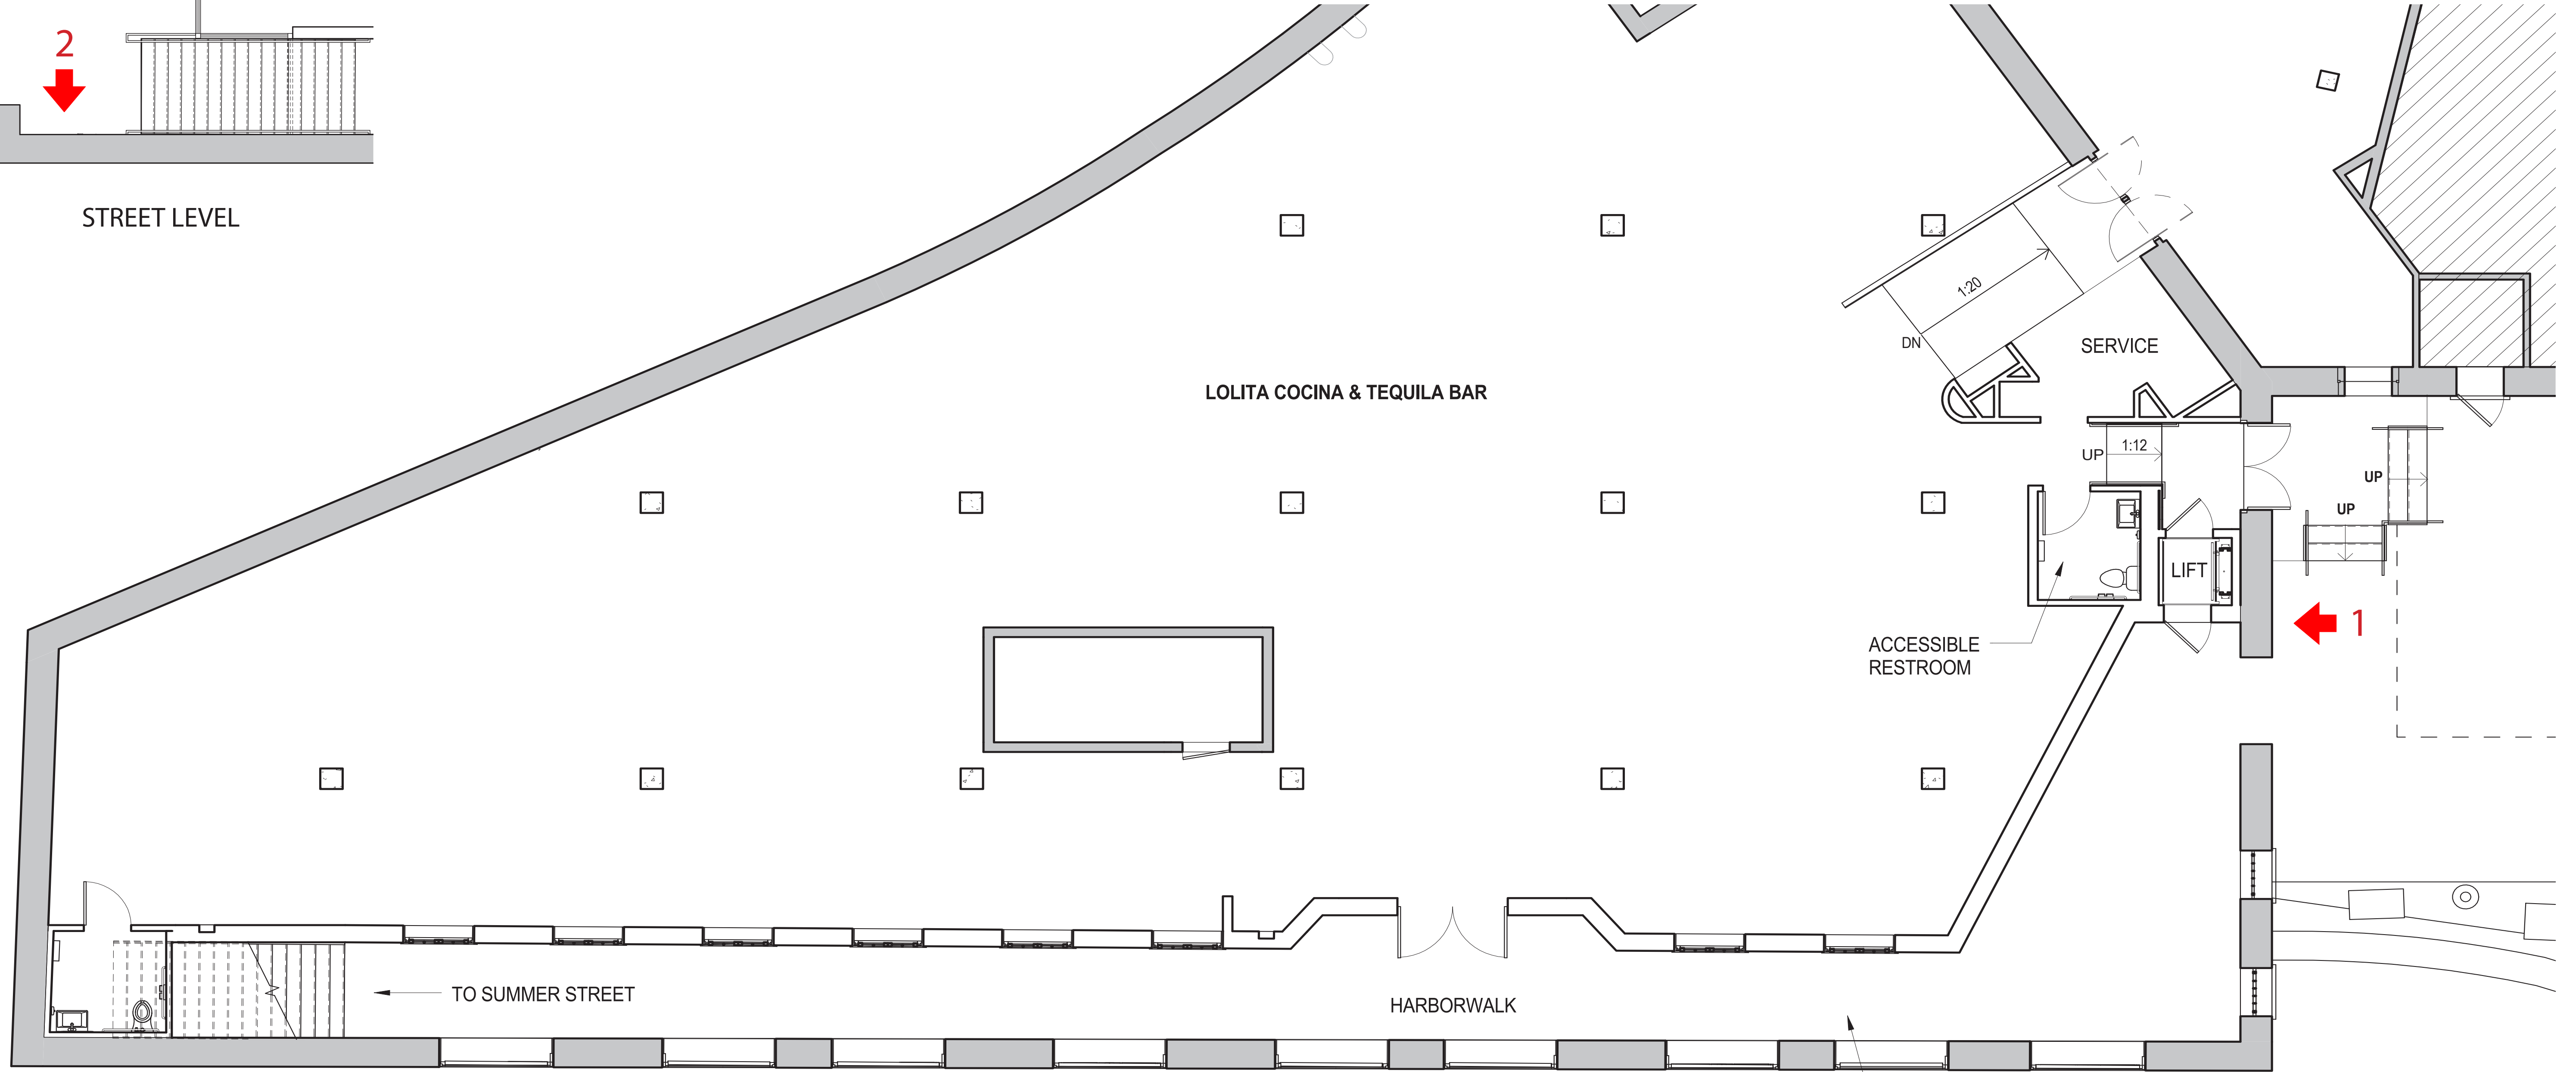 2
STREET LEVEL
1:20
DN
SERVICE
LOLITA COCINA & TEQUILA BAR
UP
1:12
UP
UP
LIFT
1
ACCESSIBLE
RESTROOM
TO SUMMER STREET
HARBORWALK